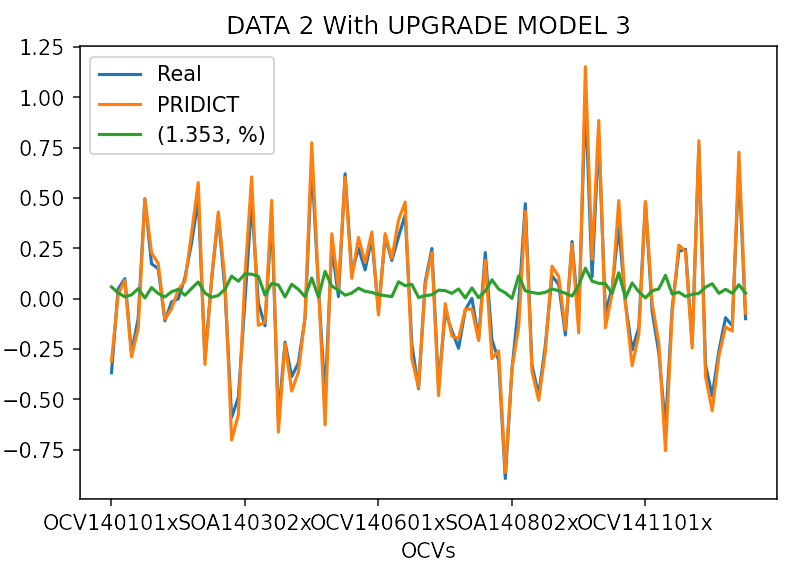 DATA 2 With UPGRADE MODEL 3
1.25
1.00
0.75
0.50
0.25
0.00
−0.25
−0.50
−0.75
Real
PRIDICT
(1.353, %)
OCV140101xSOA140302xOCV140601xSOA140802xOCV141101x
OCVs